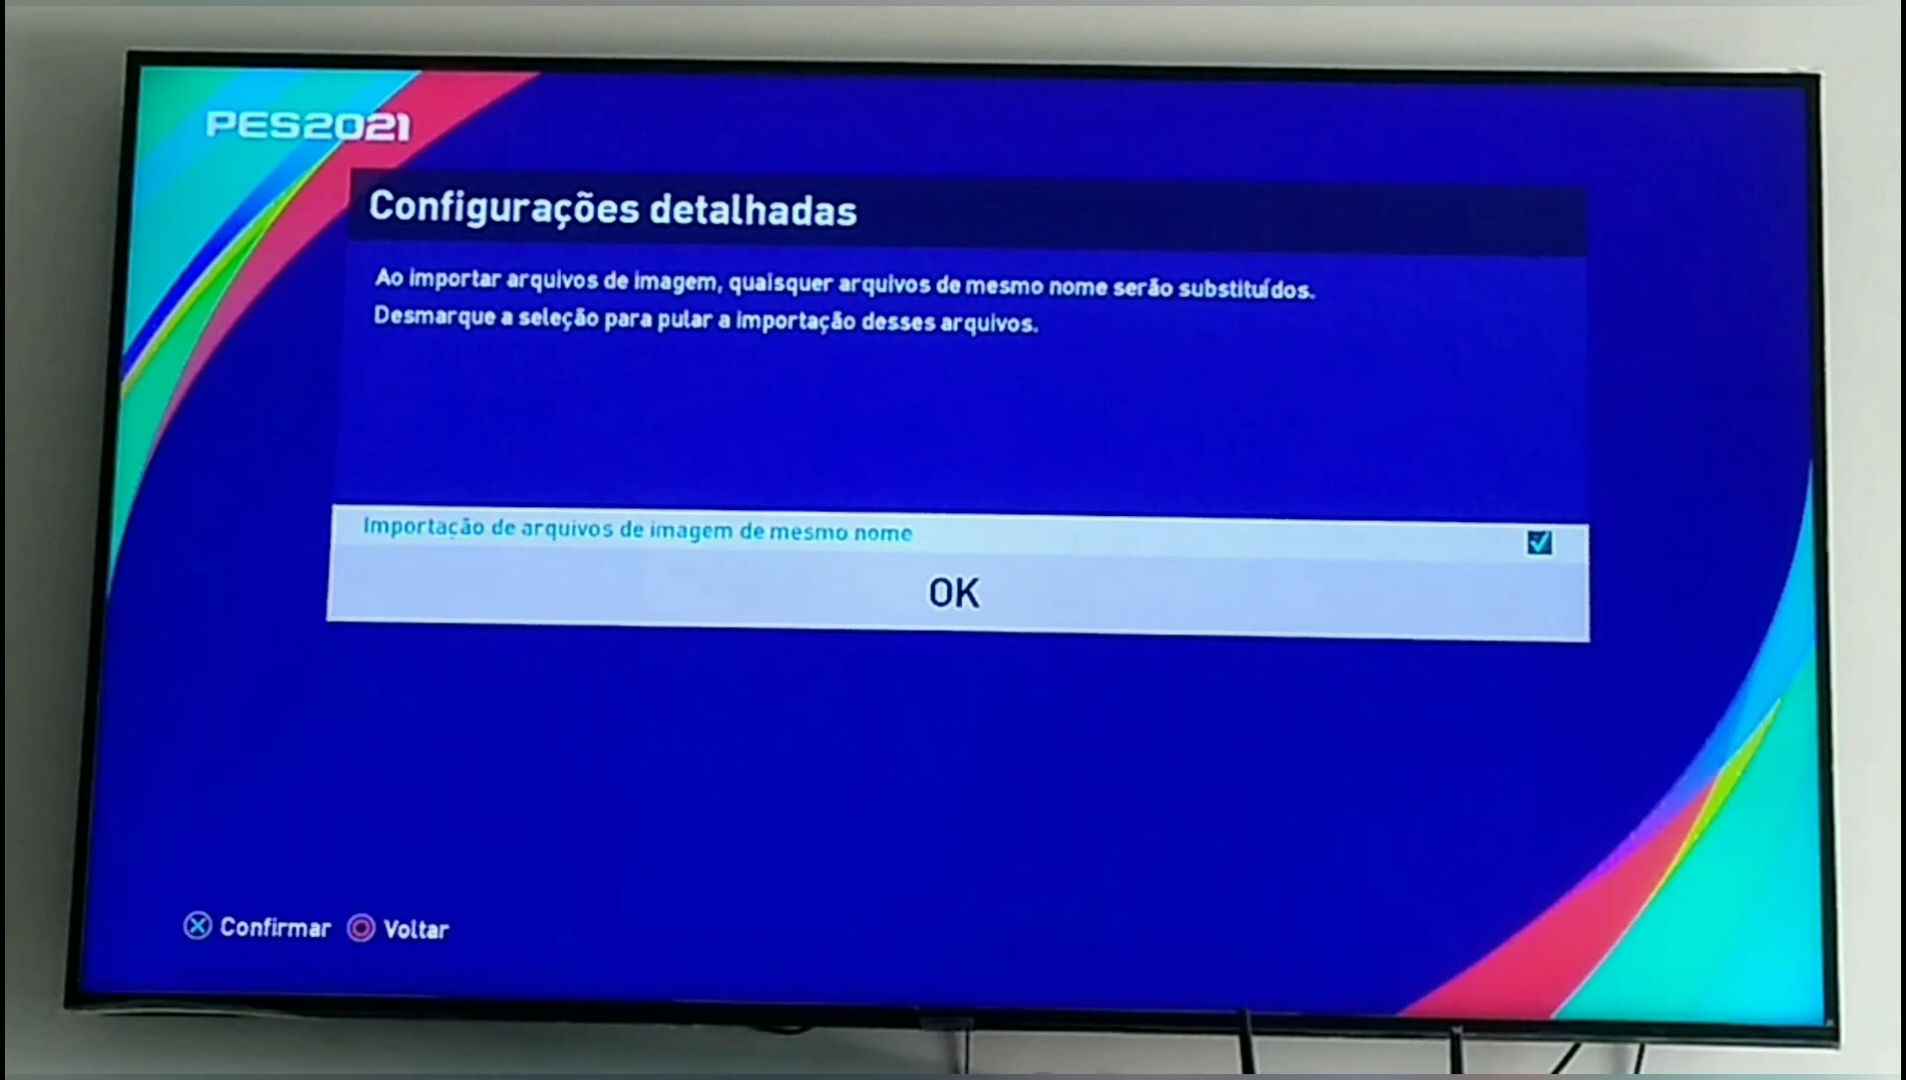 PES2021
Configurações detalhadas
Ao importar arquivos de imagem, quaisquer arquivos de mesmo nome serão substituídos.
Desmarque a seleção para pular a importação desses arquivos.
Importação de arquivos de imagem de mesmo nome
OK
Confirmar Voltar